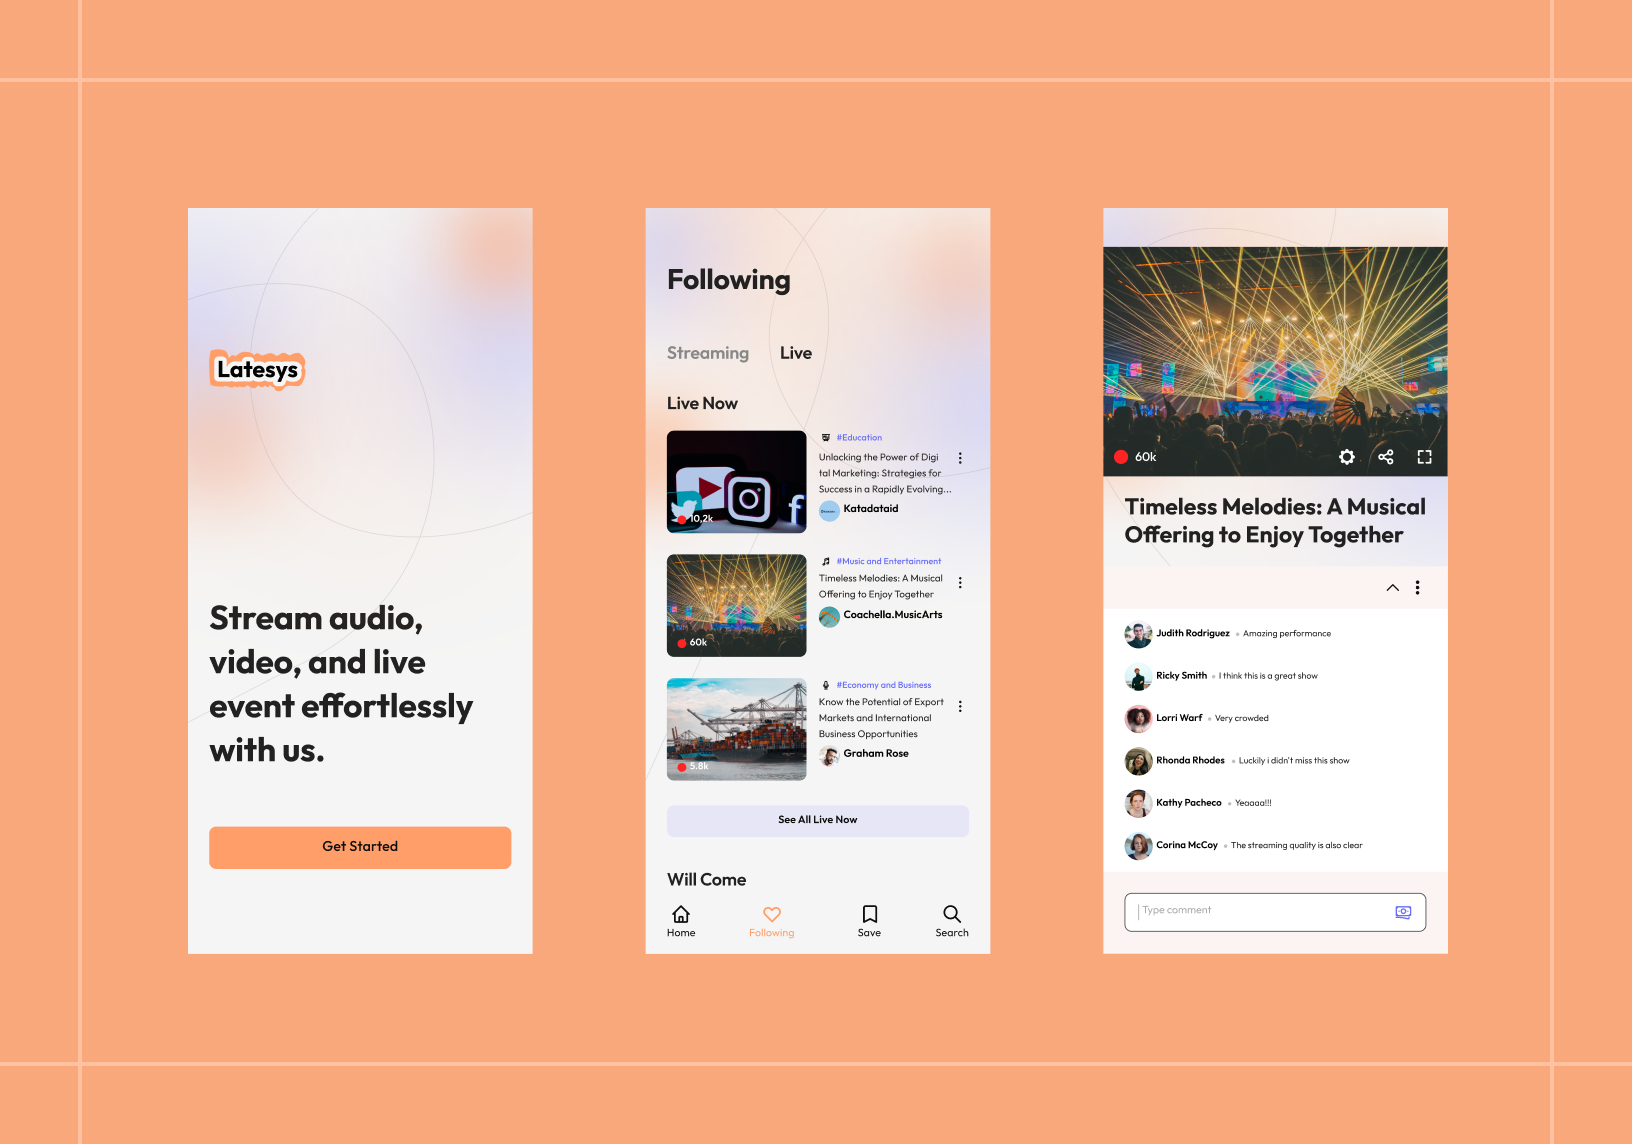 Latesys
Stream audio,
video, and live
event effortlessly
with us.
Get Started
Following
Streaming Live
Live Now
10,2k
#Education
Unlocking the Power of Digi
tal Marketing: Strategies for
Success in a Rapidly Evolving...
Katadataid
60k
#Music and Entertainment
Timeless Melodies: A Musical
Offering to Enjoy Together
Coachella.MusicArts
5.8k
#Economy and Business
Know the Potential of Export
Markets and International
Business Opportunities
Graham Rose
See All Live Now
Will Come
Home Following Save Search
60k
Timeless Melodies: A Musical
Offering to Enjoy Together
Judith Rodriguez • Amazing performance
Ricky Smith • I think this is a great show
Lorri Warf • Very crowded
Rhonda Rhodes • Luckily i didn't miss this show
Kathy Pacheco • Yeaaaa!!!
Corina McCoy • The streaming quality is also clear
Type comment